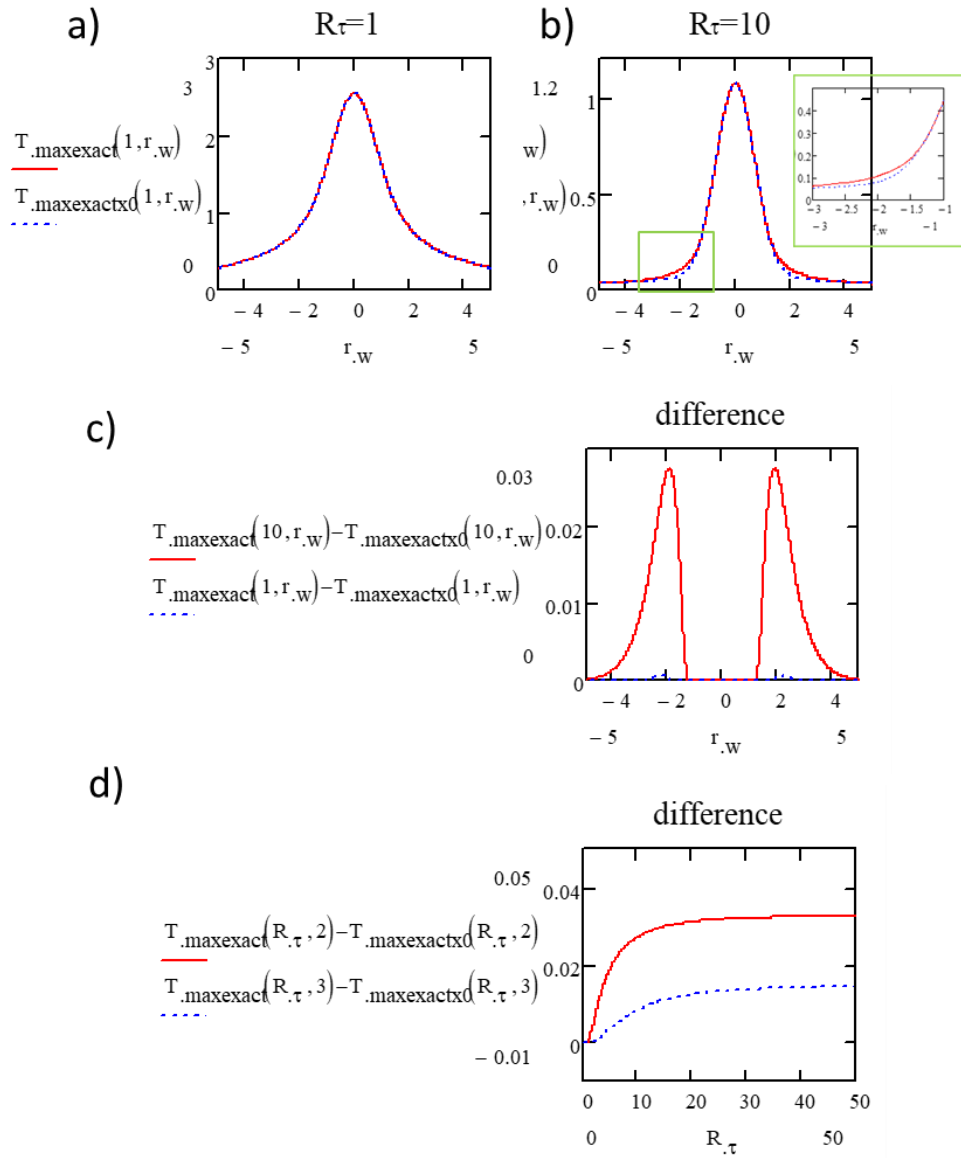 a)
Rτ=1
3
3
2
1
0
0
T.maxexact(1,r.w)
T.maxexactx0(1,r.w)
− 4 − 2 0 2 4
− 5 r.w 5
b)
Rτ=10
1.2
1
w)
,r.w)
0.5
0
0
− 4 − 2 0 2 4
− 5 r.w 5
0.4
0.3
0.2
0.1
0
−3 −2.5 −2 −1.5 −1
− 3 r.w − 1
c)
difference
0.03
0.02
0.01
0
0
T.maxexact(10,r.w)−T.maxexactx0(10,r.w)
T.maxexact(1,r.w)−T.maxexactx0(1,r.w)
− 4 − 2 0 2 4
− 5 r.w 5
d)
difference
0.05
0.04
0.02
0
− 0.01
T.maxexact(R.τ,2)−T.maxexactx0(R.τ,2)
T.maxexact(R.τ,3)−T.maxexactx0(R.τ,3)
0 10 20 30 40 50
0 R.τ 50